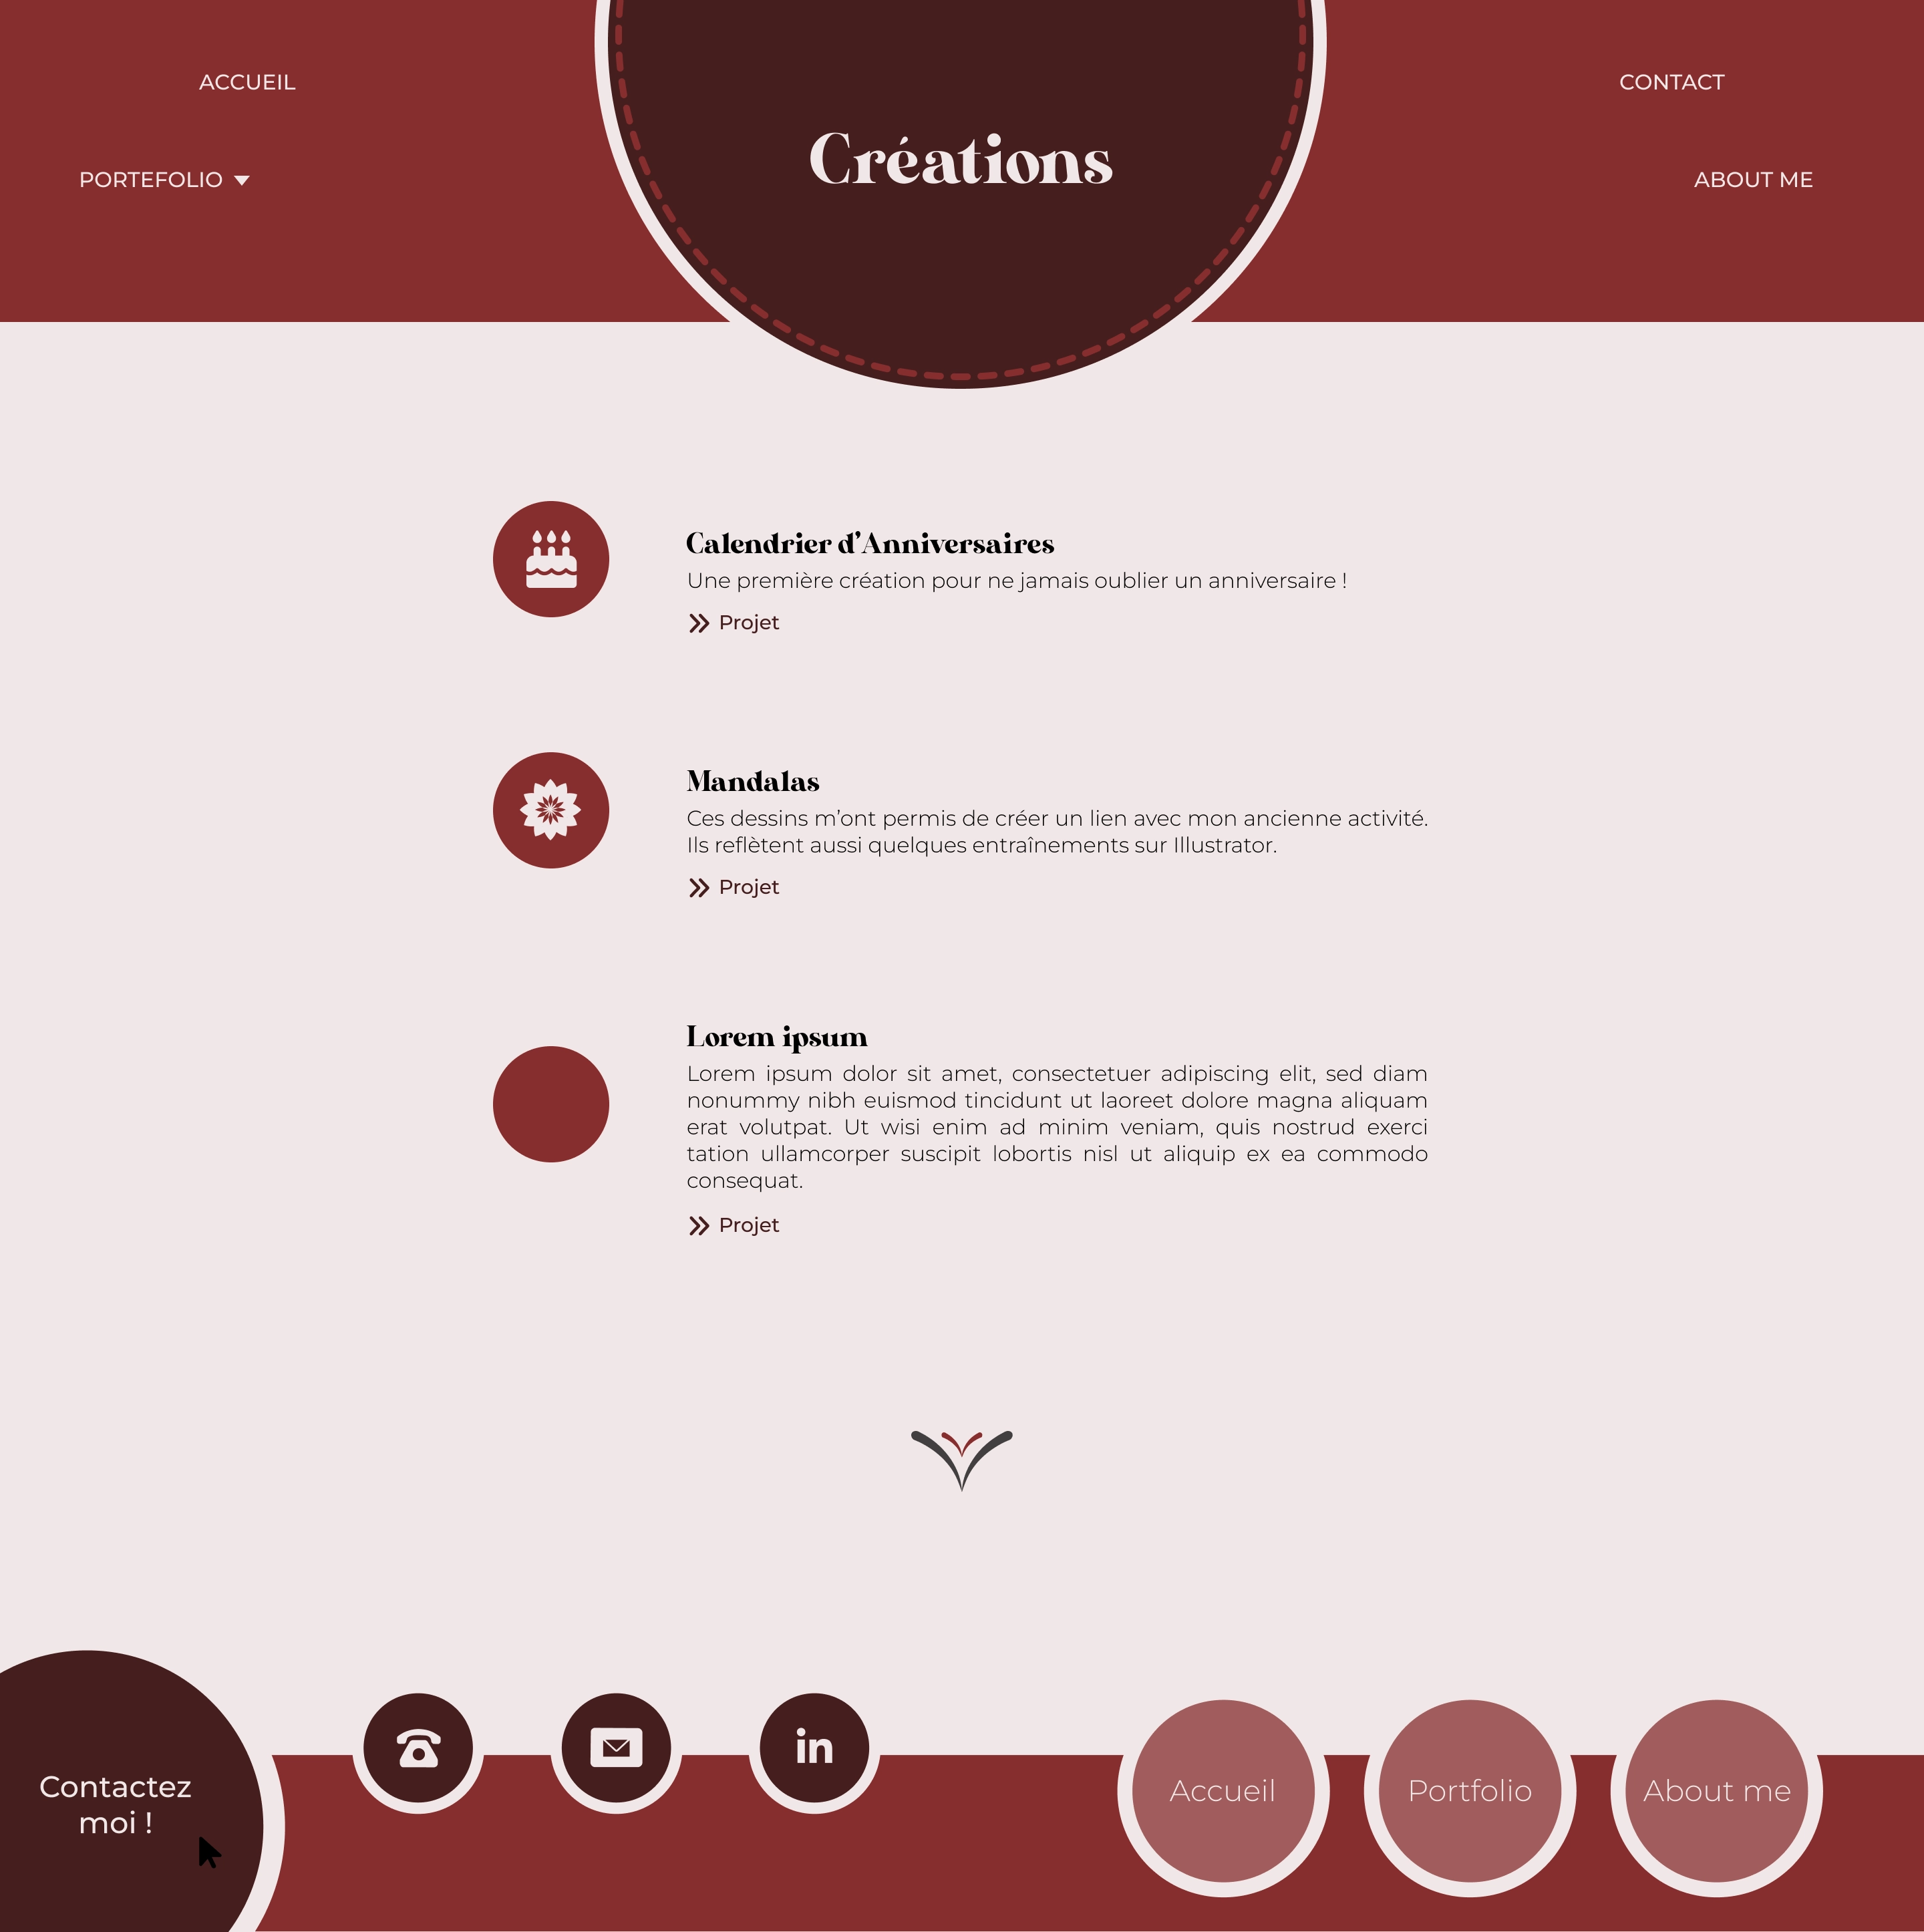 ACCUEIL
CONTACT
Créations
PORTEFOLIO
ABOUT ME
Calendrier d’Anniversaires
Une première création pour ne jamais oublier un anniversaire !
Projet
Mandalas
Ces dessins m’ont permis de créer un lien avec mon ancienne activité.
Ils reflètent aussi quelques entraînements sur Illustrator.
Projet
Lorem ipsum
Lorem ipsum dolor sit amet, consectetuer adipiscing elit, sed diam
nonummy nibh euismod tincidunt ut laoreet dolore magna aliquam
erat volutpat. Ut wisi enim ad minim veniam, quis nostrud exerci
tation ullamcorper suscipit lobortis nisl ut aliquip ex ea commodo
consequat.
Projet
Contactez
moi !
in
Accueil
Portfolio
About me